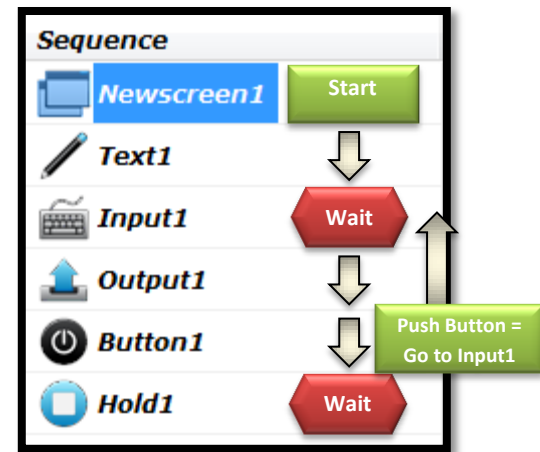 Sequence
Newscreen1 Start
Text1
Input1 Wait
Output1
Button1 Push Button =
Go to Input1
Hold1 Wait